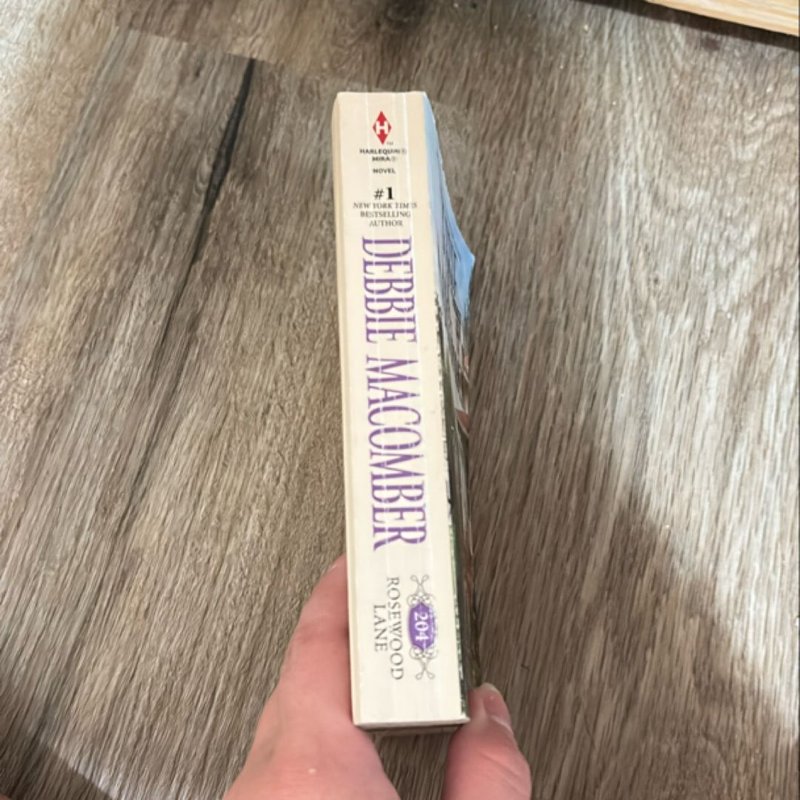 H
HARLEQUIN®
MIRA®
NOVEL
#1
NEW YORK TIMES
BESTSELLING
AUTHOR
DEBBIE MACOMBER
204
ROSEWOOD
LANE